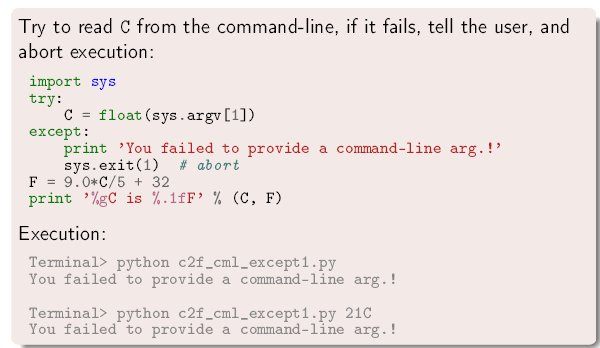 Try to read C from the command-line, if it fails, tell the user, and
abort execution:
import sys
try:
    C = float(sys.argv[1])
except:
    print 'You failed to provide a command-line arg.!'
    sys.exit(1)  # abort
F = 9.0*C/5 + 32
print '%gC is %.1fF' % (C, F)
Execution:
Terminal> python c2f_cml_except1.py
You failed to provide a command-line arg.!
Terminal> python c2f_cml_except1.py 21C
You failed to provide a command-line arg.!